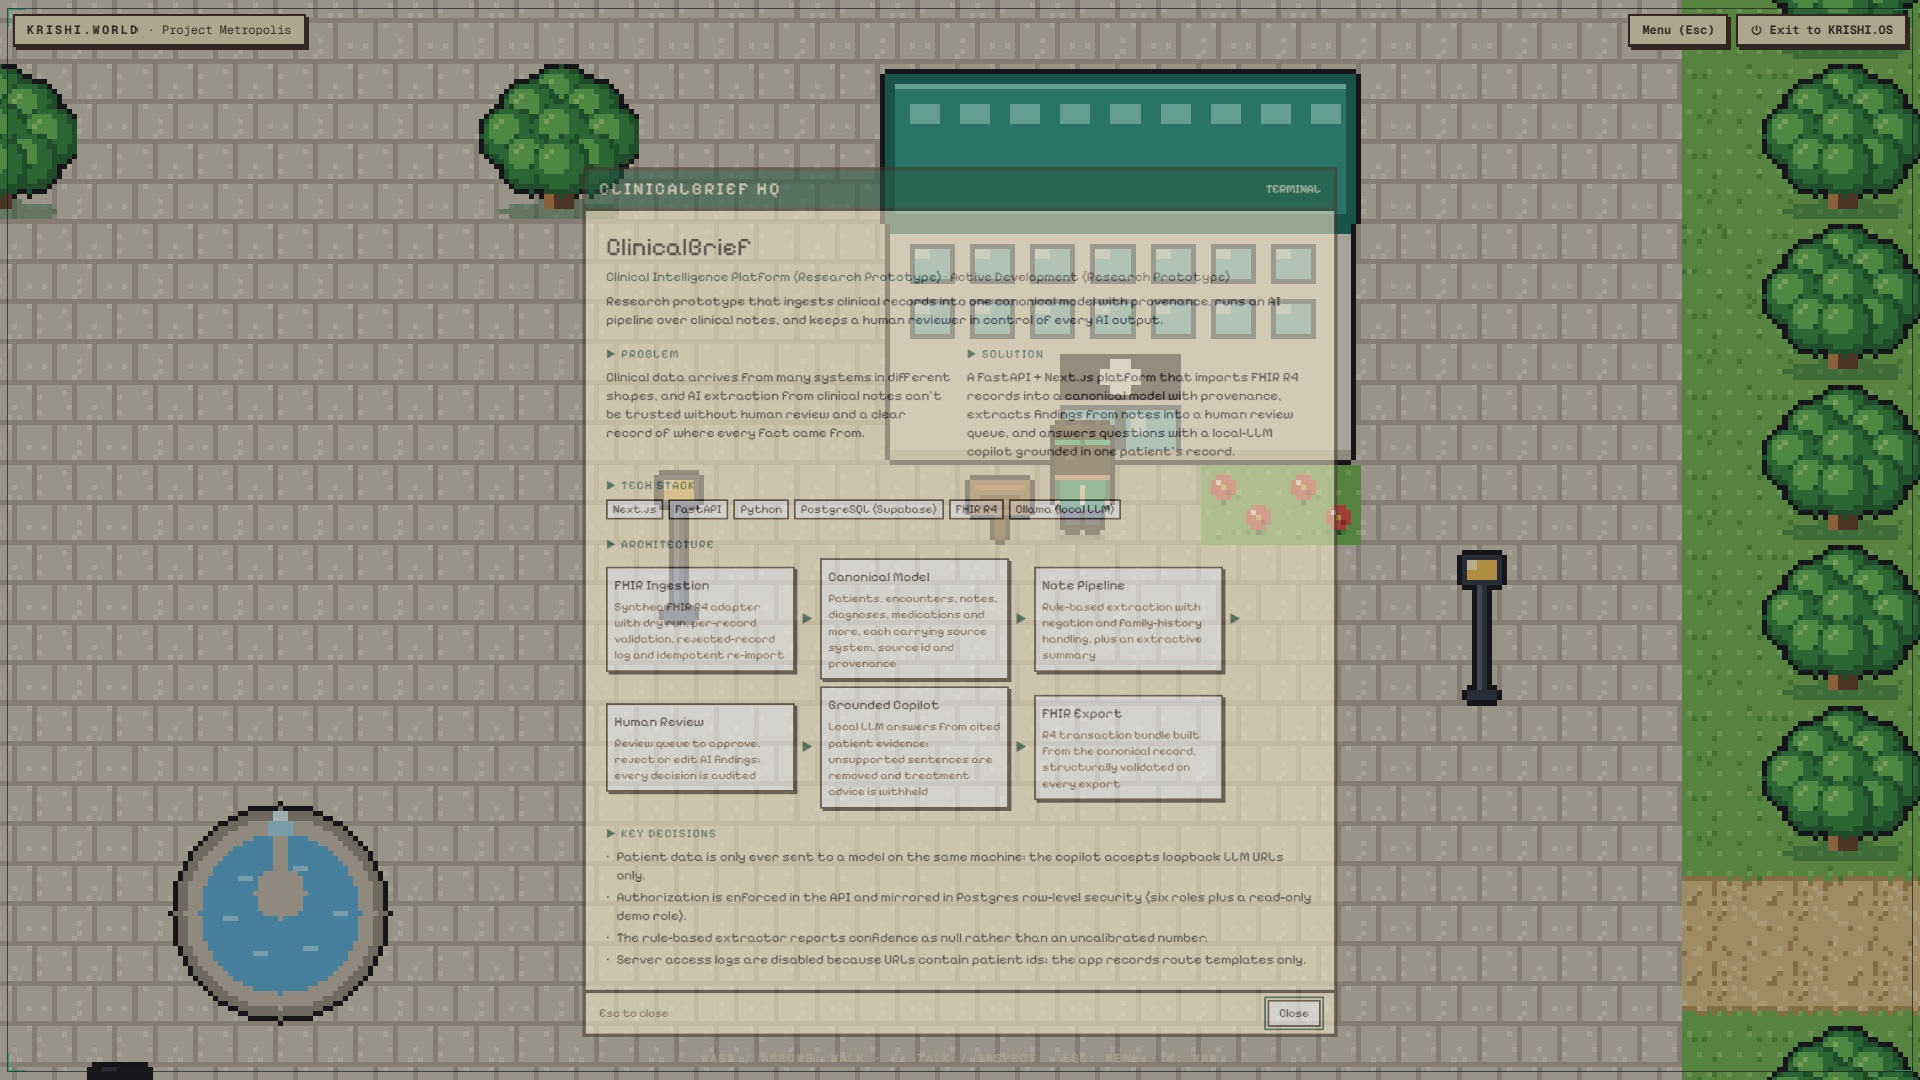 KRISHI.WORLD · Project Metropolis
Menu (Esc)
Exit to KRISHI.OS
CLINICALBRIEF HQ
TERMINAL
ClinicalBrief
Clinical Intelligence Platform (Research Prototype) · Active Development (Research Prototype)
Research prototype that ingests clinical records into one canonical model with provenance, runs an AI
pipeline over clinical notes, and keeps a human reviewer in control of every AI output.
PROBLEM
Clinical data arrives from many systems in different
shapes, and AI extraction from clinical notes can't
be trusted without human review and a clear
record of where every fact came from.
SOLUTION
A FastAPI + Next.js platform that imports FHIR R4
records into a canonical model with provenance,
extracts findings from notes into a human review
queue, and answers questions with a local-LLM
copilot grounded in one patient's record.
TECH STACK
Next.js
FastAPI
Python
PostgreSQL (Supabase)
FHIR R4
Ollama (local LLM)
ARCHITECTURE
FHIR Ingestion
Synthea FHIR R4 adapter
with dry run, per-record
validation, rejected-record
log and idempotent re-import
Canonical Model
Patients, encounters, notes,
diagnoses, medications and
more, each carrying source
system, source id and
provenance
Note Pipeline
Rule-based extraction with
negation and family-history
handling, plus an extractive
summary
Human Review
Review queue to approve,
reject or edit AI findings;
every decision is audited
Grounded Copilot
Local LLM answers from cited
patient evidence;
unsupported sentences are
removed and treatment
advice is withheld
FHIR Export
R4 transaction bundle built
from the canonical record,
structurally validated on
every export
KEY DECISIONS
· Patient data is only ever sent to a model on the same machine; the copilot accepts loopback LLM URLs
only.
· Authorization is enforced in the API and mirrored in Postgres row-level security (six roles plus a read-only
demo role).
· The rule-based extractor reports confidence as null rather than an uncalibrated number.
· Server access logs are disabled because URLs contain patient ids; the app records route templates only.
Esc to close
Close
WASD / ARROWS: WALK · TALK / INSPECT · ESC: MENU · M: MAP